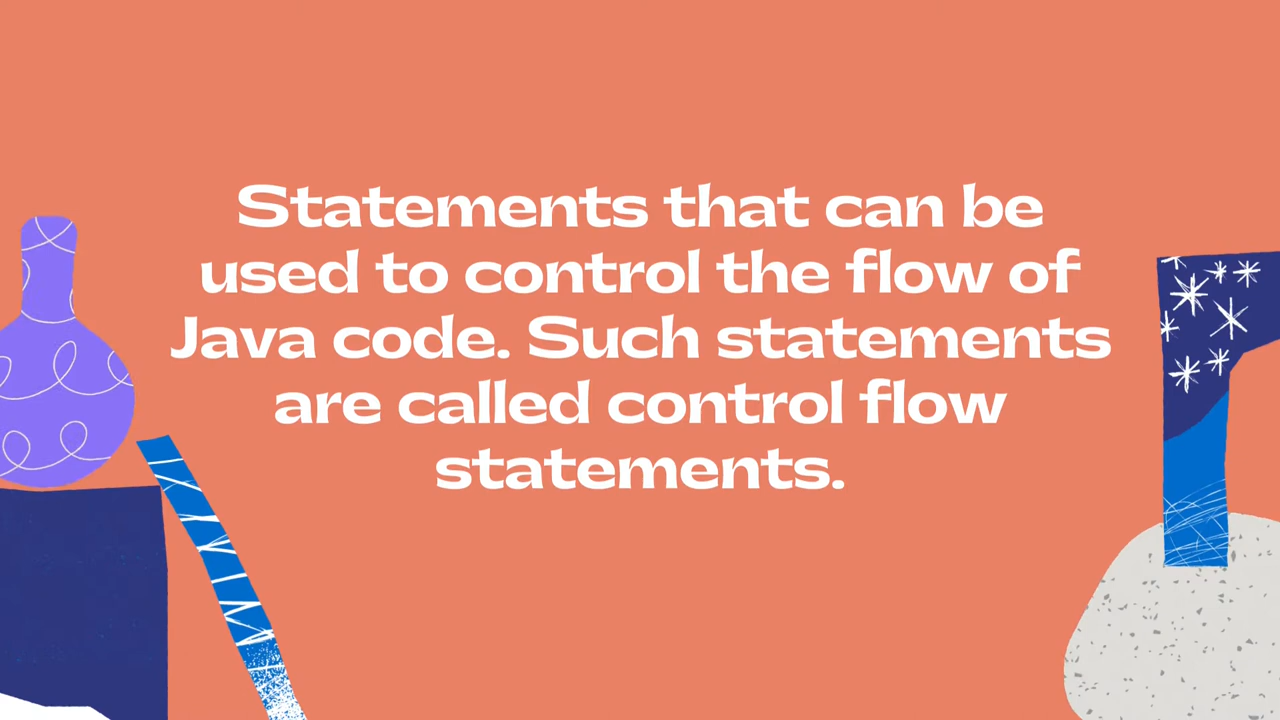 Statements that can be
used to control the flow of
Java code. Such statements
are called control flow
statements.